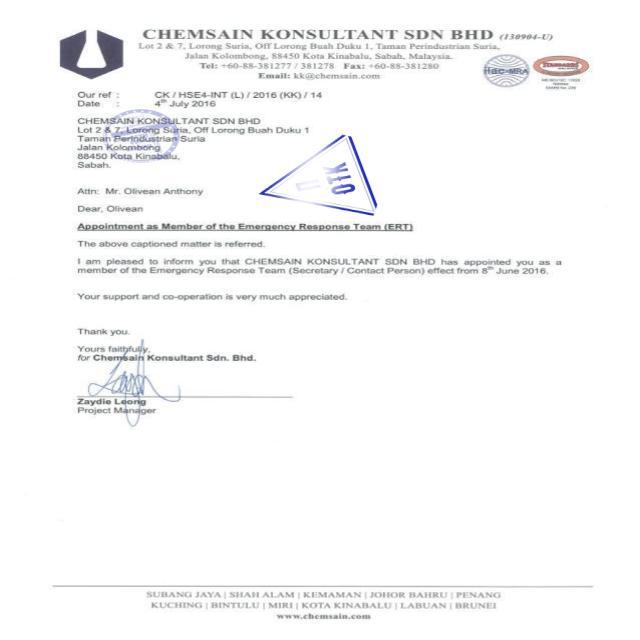 CHEMSAIN KONSULTANT SDN BHD (130904-U)
Lot 2 & 7, Lorong Suria, Off Lorong Buah Duku 1, Taman Perindustrian Suria,
Jalan Kolombong, 88450 Kota Kinabalu, Sabah, Malaysia.
Tel: +60-88-381277 / 381278 Fax: +60-88-381280
Email: kk@chemsain.com
ilac-MRA
STANDARDS
Our ref : CK / HSE4-INT (L) / 2016 (KK) / 14
Date : 4th July 2016
CHEMSAIN KONSULTANT SDN BHD
Lot 2 & 7, Lorong Suria, Off Lorong Buah Duku 1
Taman Perindustrian Suria
Jalan Kolombong
88450 Kota Kinabalu,
Sabah.
Attn: Mr. Olivean Anthony
Dear, Olivean
Appointment as Member of the Emergency Response Team (ERT)
The above captioned matter is referred.
I am pleased to inform you that CHEMSAIN KONSULTANT SDN BHD has appointed you as a
member of the Emergency Response Team (Secretary / Contact Person) effect from 8th June 2016.
Your support and co-operation is very much appreciated.
Thank you.
Yours faithfully,
for Chemsain Konsultant Sdn. Bhd.
Zaydie Leong
Project Manager
SUBANG JAYA | SHAH ALAM | KEMAMAN | JOHOR BAHRU | PENANG
KUCHING | BINTULU | MIRI | KOTA KINABALU | LABUAN | BRUNEI
www.chemsain.com